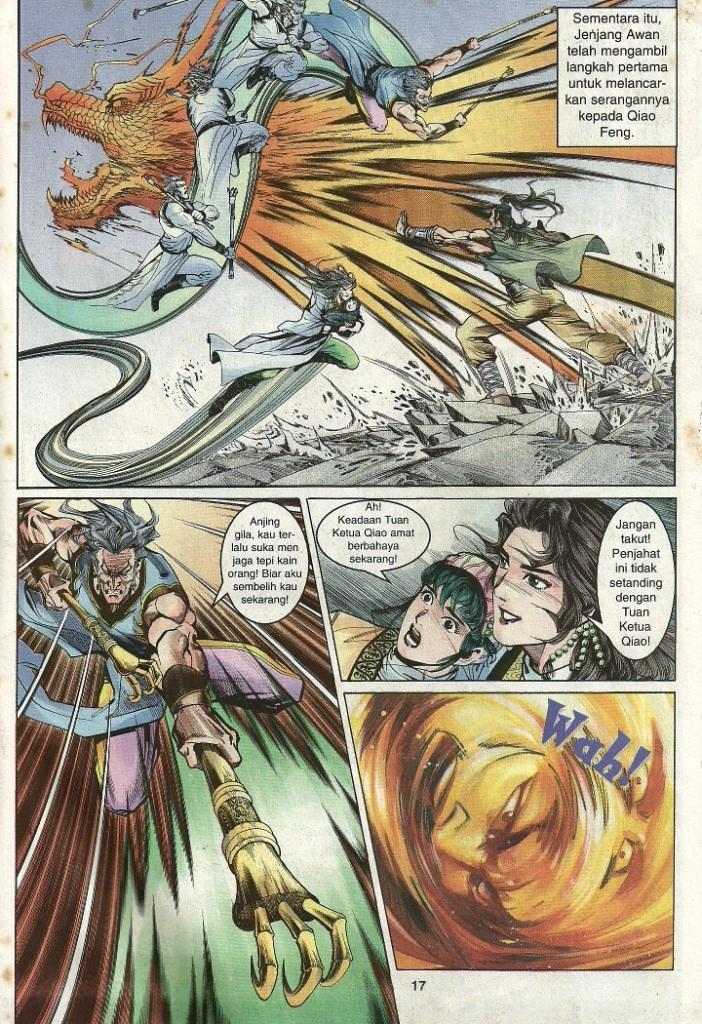 Sementara itu,
Jenjang Awan
telah mengambil
langkah pertama
untuk melancar-
kan serangannya
kepada Qiao
Feng.
Anjing
gila, kau ter-
lalu suka men
jaga tepi kain
orang! Biar aku
sembelih kau
sekarang!
Ah!
Keadaan Tuan
Ketua Qiao amat
berbahaya
sekarang!
Jangan
takut!
Penjahat
ini tidak
setanding
dengan
Tuan
Ketua
Qiao!
Wah!
17